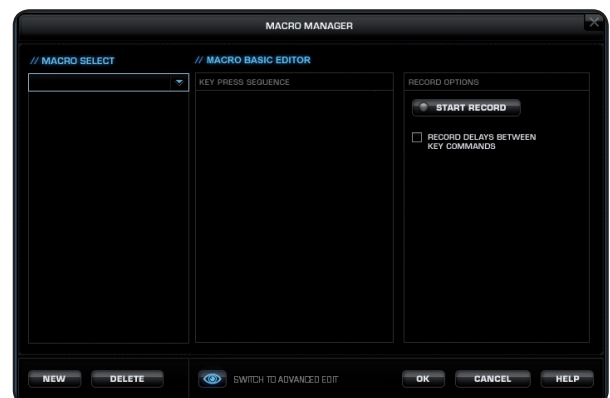 MACRO MANAGER
// MACRO SELECT
// MACRO BASIC EDITOR
KEY PRESS SEQUENCE
RECORD OPTIONS
START RECORD
RECORD DELAYS BETWEEN
KEY COMMANDS
NEW
DELETE
SWITCH TO ADVANCED EDIT
OK
CANCEL
HELP